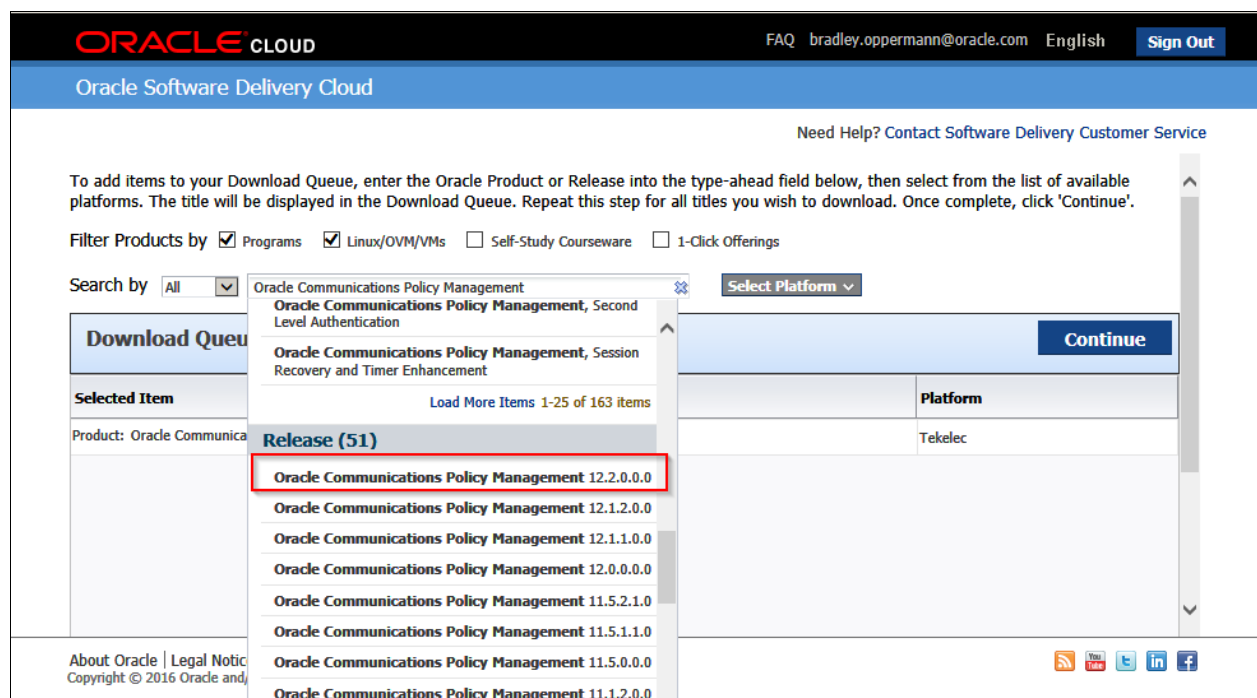 ORACLE CLOUD
FAQ bradley.oppermann@oracle.com English Sign Out
Oracle Software Delivery Cloud
Need Help? Contact Software Delivery Customer Service
To add items to your Download Queue, enter the Oracle Product or Release into the type-ahead field below, then select from the list of available
platforms. The title will be displayed in the Download Queue. Repeat this step for all titles you wish to download. Once complete, click 'Continue'.
Filter Products by Programs Linux/OVM/VMs Self-Study Courseware 1-Click Offerings
Search by All Oracle Communications Policy Management Select Platform
Oracle Communications Policy Management, Second
Level Authentication
Download Queu
Continue
Oracle Communications Policy Management, Session
Recovery and Timer Enhancement
Selected Item
Load More Items 1-25 of 163 items
Platform
Product: Oracle Communica
Release (51)
Tekelec
Oracle Communications Policy Management 12.2.0.0.0
Oracle Communications Policy Management 12.1.2.0.0
Oracle Communications Policy Management 12.1.1.0.0
Oracle Communications Policy Management 12.0.0.0.0
Oracle Communications Policy Management 11.5.2.1.0
Oracle Communications Policy Management 11.5.1.1.0
Oracle Communications Policy Management 11.5.0.0.0
Oracle Communications Policy Management 11.1.2.0.0
About Oracle | Legal Notic
Copyright © 2016 Oracle and/
You Tube